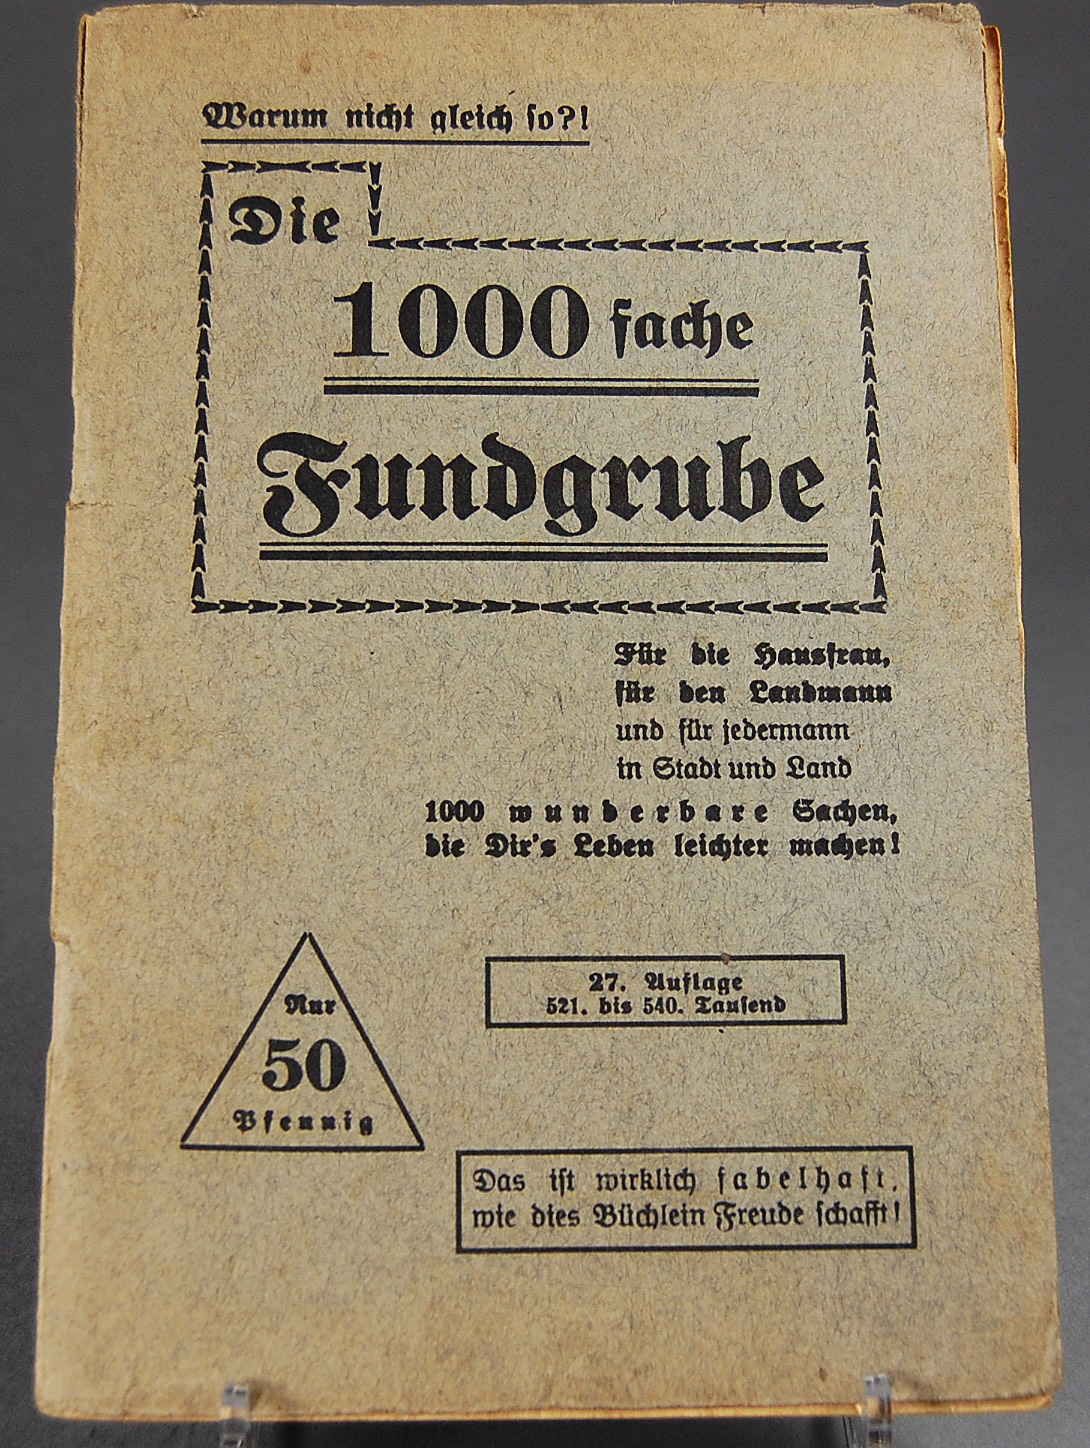 Warum nicht gleich so?!
Die
1000 fache
Fundgrube
Für die Hausfrau,
für den Landmann
und für jedermann
in Stadt und Land
1000 wunderbare Sachen,
die Dir's Leben leichter machen!
27. Auflage
521. bis 540. Tausend
Nur
50
Pfennig
Das ist wirklich fabelhaft,
wie dies Büchlein Freude schafft!